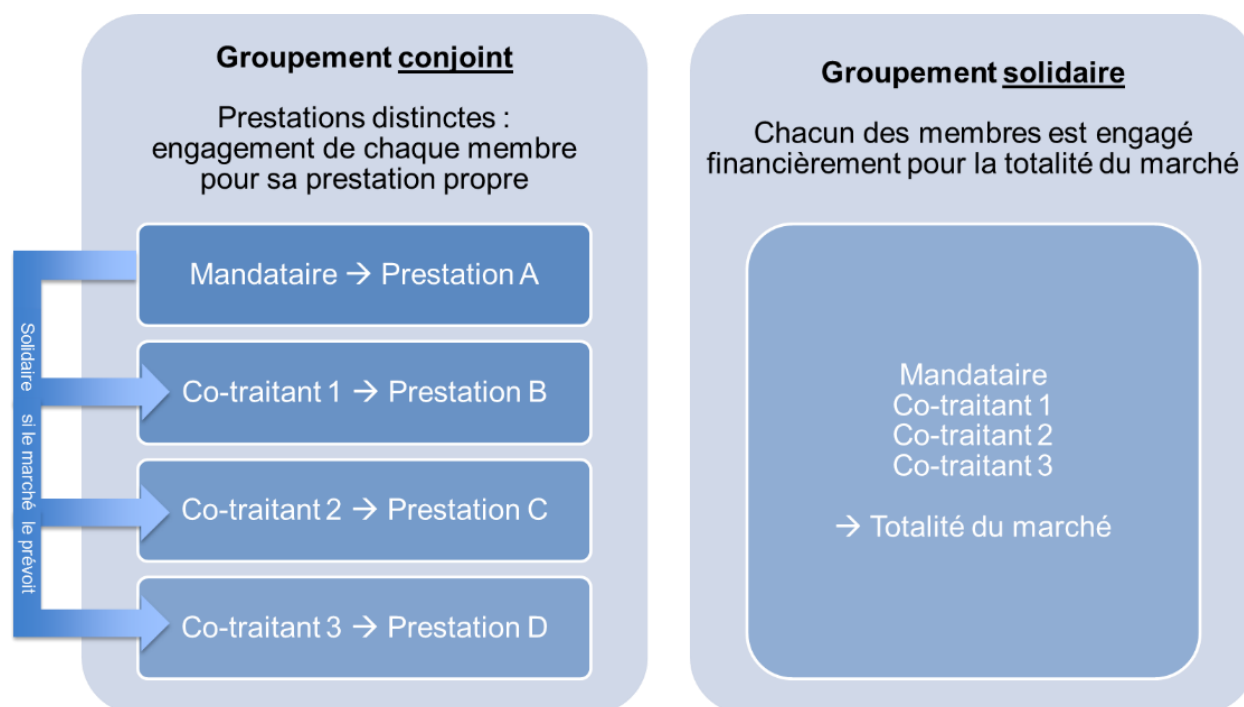 Groupement conjoint
Prestations distinctes :
engagement de chaque membre
pour sa prestation propre
Mandataire → Prestation A
Co-traitant 1 → Prestation B
Co-traitant 2 → Prestation C
Co-traitant 3 → Prestation D
Solidaire si le marché le prévoit
Groupement solidaire
Chacun des membres est engagé
financièrement pour la totalité du marché
Mandataire
Co-traitant 1
Co-traitant 2
Co-traitant 3
→ Totalité du marché